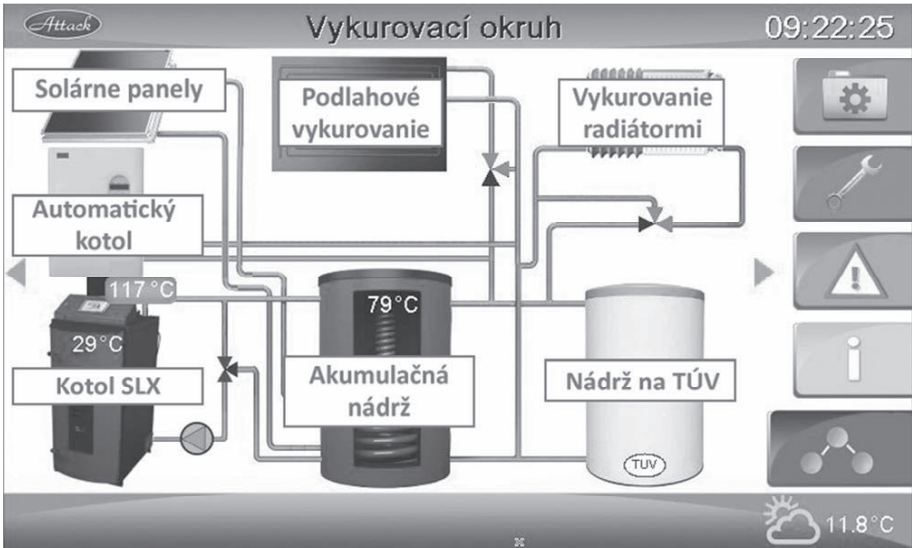 Attack
Vykurovací okruh
09:22:25
Solárne panely
Podlahové
vykurovanie
Vykurovanie
radiátormi
Automatický
kotol
117°C
79°C
29°C
Kotol SLX
Akumulačná
nádrž
Nádrž na TÚV
TUV
11.8°C